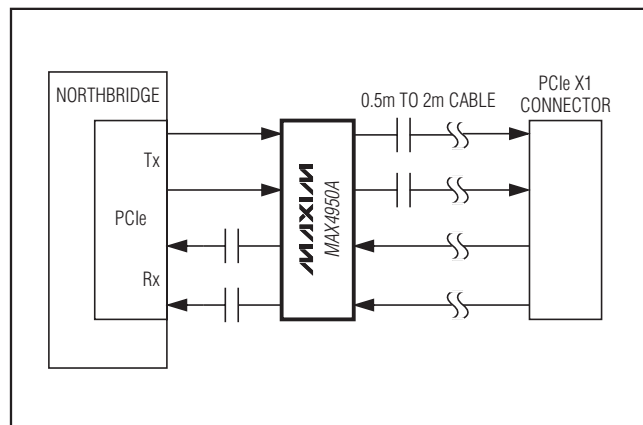 NORTHBRIDGE
Tx
PCIe
Rx
MAXIM
MAX4950A
0.5m TO 2m CABLE
PCIe X1
CONNECTOR